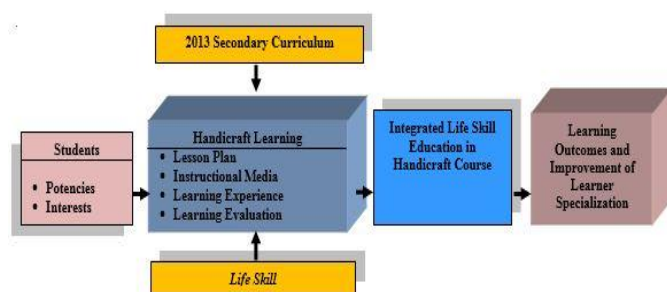 2013 Secondary Curriculum
Students
• Potencies
• Interests
Handicraft Learning
• Lesson Plan
• Instructional Media
• Learning Experience
• Learning Evaluation
Integrated Life Skill
Education in
Handicraft Course
Learning
Outcomes and
Improvement of
Learner
Specialization
Life Skill